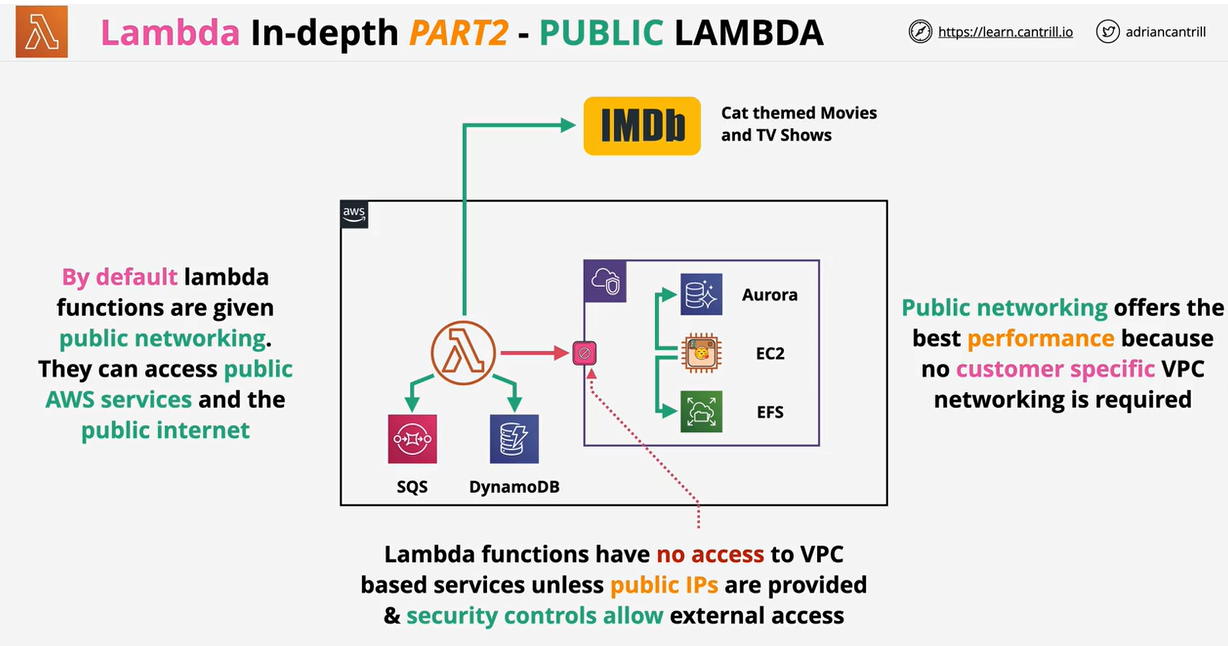 Lambda In-depth PART2 - PUBLIC LAMBDA
https://learn.cantrill.io
adriancantrill
IMDb
Cat themed Movies
and TV Shows
aws
By default lambda
functions are given
public networking.
They can access public
AWS services and the
public internet
Aurora
EC2
EFS
SQS
DynamoDB
Public networking offers the
best performance because
no customer specific VPC
networking is required
Lambda functions have no access to VPC
based services unless public IPs are provided
& security controls allow external access